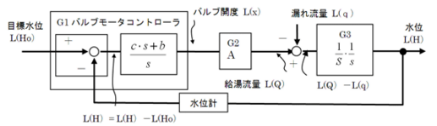 G1 バルブモータコントローラ
バルブ開度 L(x)
漏れ流量 L(q)
目標水位
L(Ho)
水位
L(H)
+
−
c・s+b
s
G2
A
−
+
G3
1 1
S・s
給湯流量 L(Q)
L(Q) −L(q)
水位計
L(H) =L(H) −L(Ho)